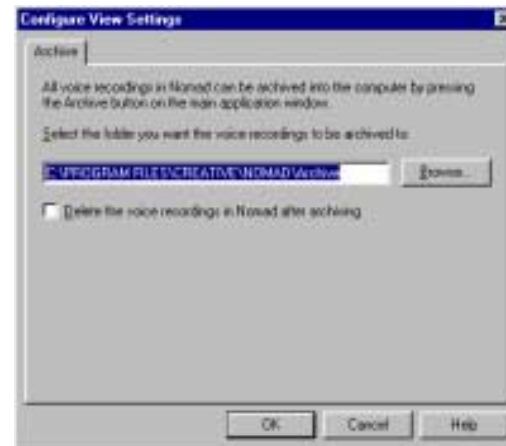 Configure View Settings
Archive
All voice recordings in Nomad can be archived into the computer by pressing
the Archive button on the main application window.
Select the folder you want the voice recordings to be archived to:
C:\PROGRAM FILES\CREATIVE\NOMAD\Archive
Browse...
Delete the voice recordings in Nomad after archiving
OK
Cancel
Help